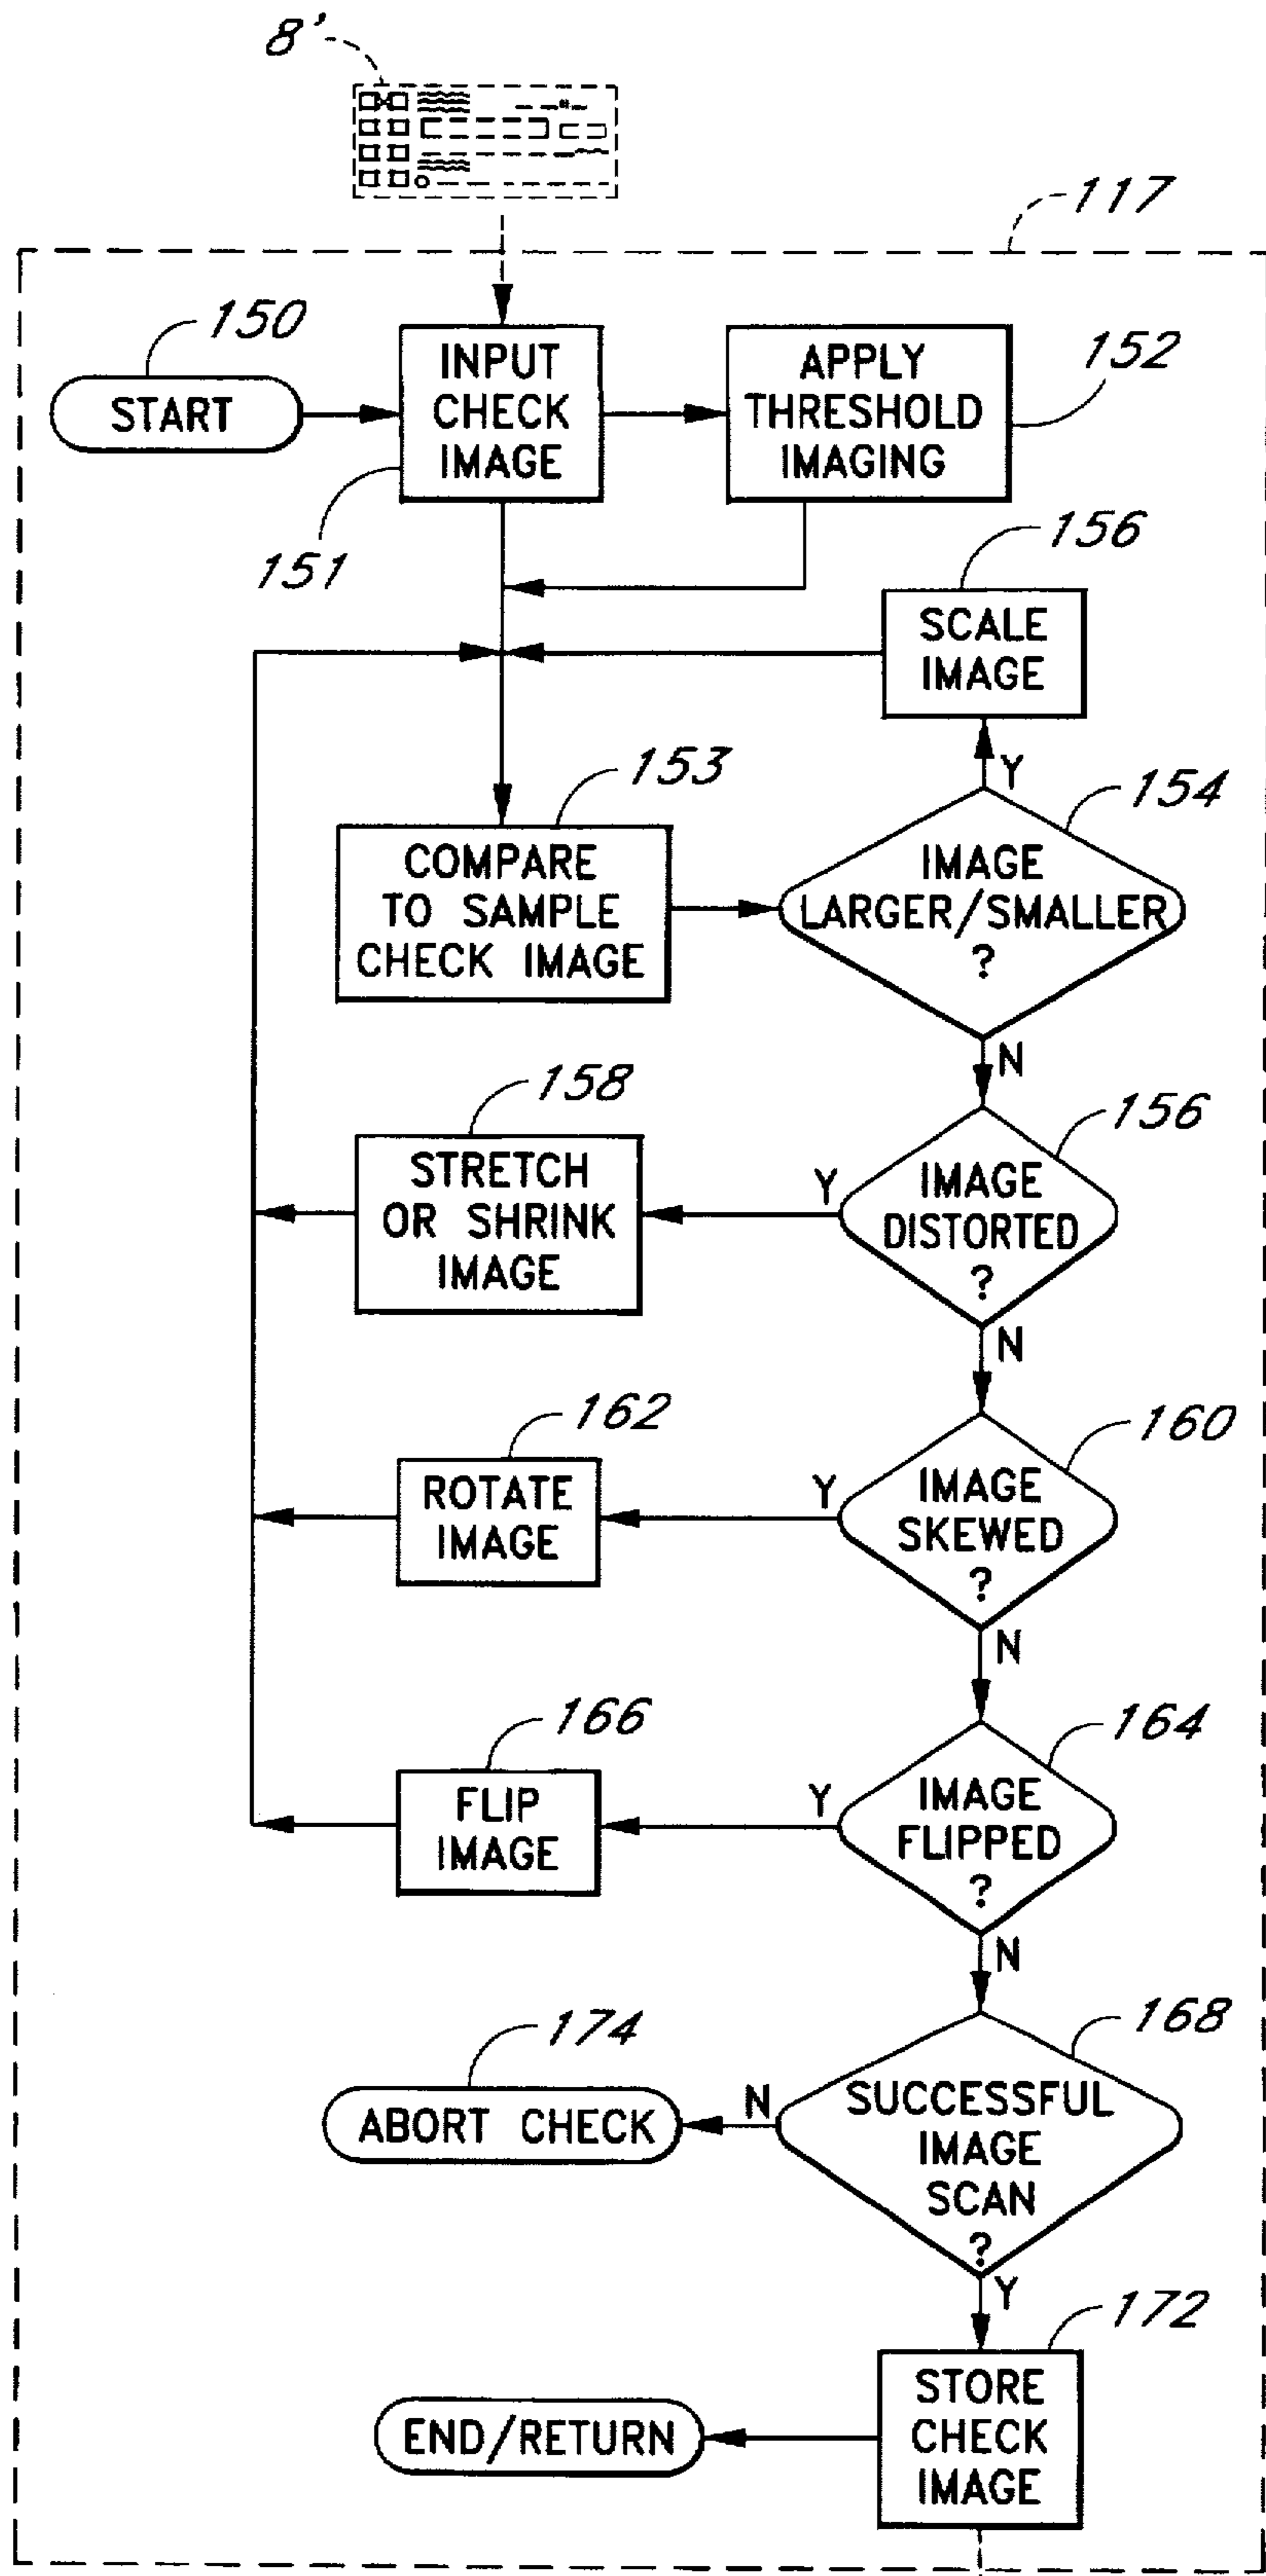 8'
117
150
START
INPUT
CHECK
IMAGE
151
APPLY
THRESHOLD
IMAGING
152
156
SCALE
IMAGE
Y
153
COMPARE
TO SAMPLE
CHECK IMAGE
154
IMAGE
LARGER/SMALLER
?
N
158
STRETCH
OR SHRINK
IMAGE
Y
156
IMAGE
DISTORTED
?
N
162
ROTATE
IMAGE
Y
160
IMAGE
SKEWED
?
N
166
FLIP
IMAGE
Y
164
IMAGE
FLIPPED
?
N
174
ABORT CHECK
N
168
SUCCESSFUL
IMAGE
SCAN
?
Y
172
STORE
CHECK
IMAGE
END/RETURN